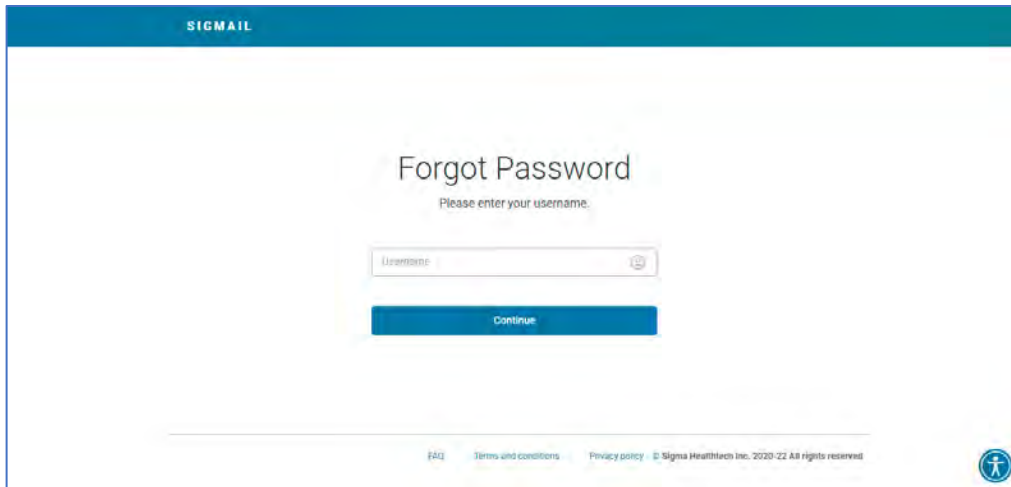 SIGMAIL
Forgot Password
Please enter your username.
Username
Continue
FAQ Terms and conditions Privacy policy © Sigma Healthtech Inc. 2020-22 All rights reserved